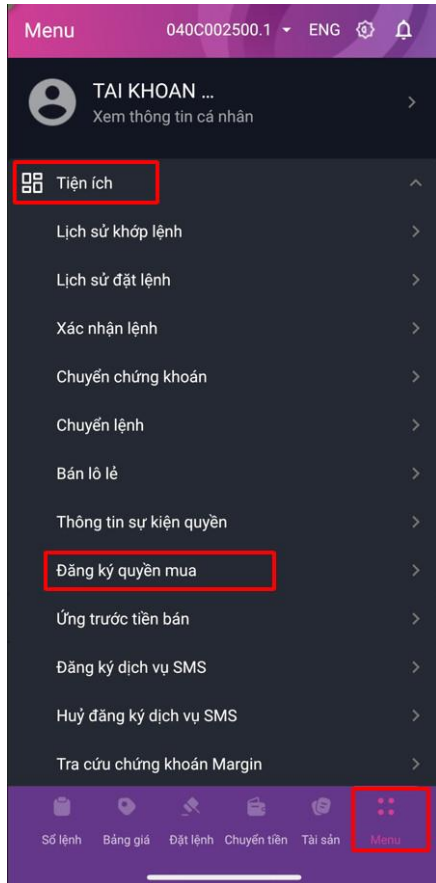 Menu 040C002500.1 ENG
TAI KHOAN ...
Xem thông tin cá nhân
Tiện ích
Lịch sử khớp lệnh
Lịch sử đặt lệnh
Xác nhận lệnh
Chuyển chứng khoán
Chuyển lệnh
Bán lô lẻ
Thông tin sự kiện quyền
Đăng ký quyền mua
Ứng trước tiền bán
Đăng ký dịch vụ SMS
Huỷ đăng ký dịch vụ SMS
Tra cứu chứng khoán Margin
Sổ lệnh Bảng giá Đặt lệnh Chuyển tiền Tài sản Menu